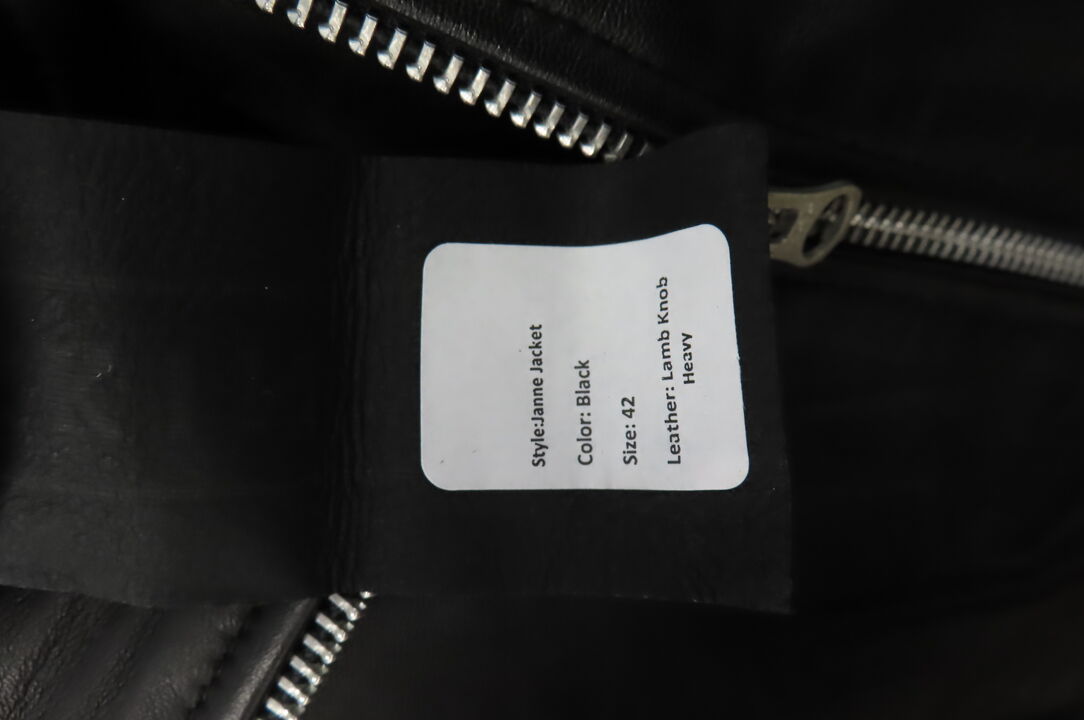 Style:Janne Jacket
Color: Black
Size: 42
Leather: Lamb Knob
Heavy